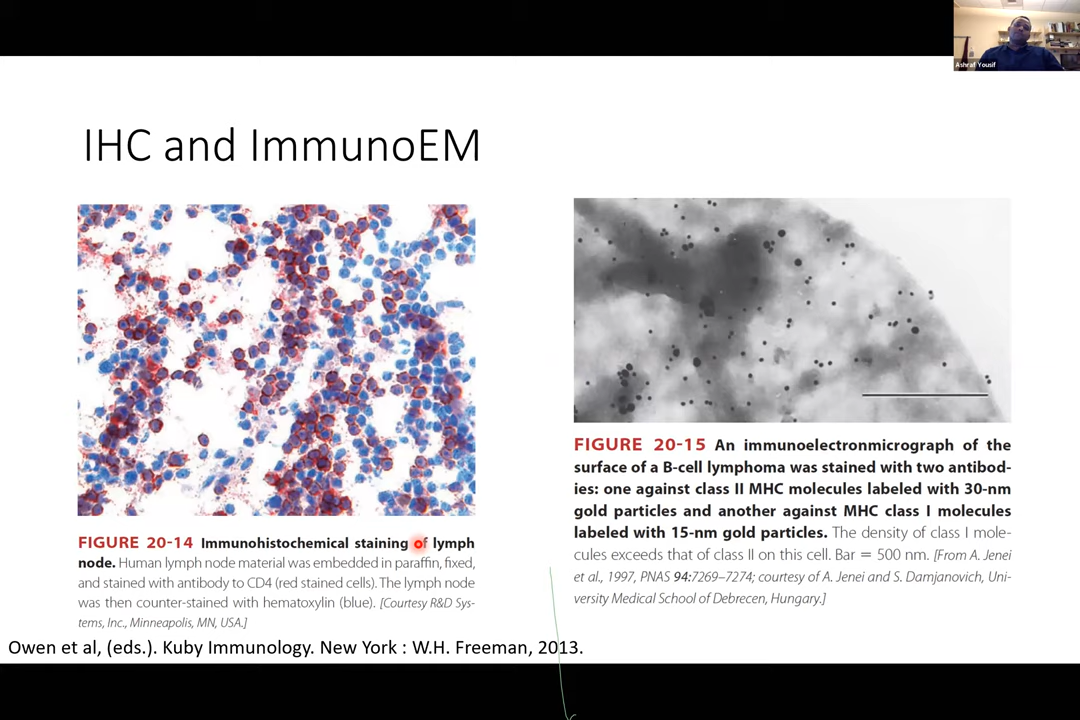 Ashraf Yousif
IHC and ImmunoEM
FIGURE 20-14 Immunohistochemical staining of lymph
node. Human lymph node material was embedded in paraffin, fixed,
and stained with antibody to CD4 (red stained cells). The lymph node
was then counter-stained with hematoxylin (blue). [Courtesy R&D Sys-
tems, Inc., Minneapolis, MN, USA.]
FIGURE 20-15 An immunoelectronmicrograph of the
surface of a B-cell lymphoma was stained with two antibod-
ies: one against class II MHC molecules labeled with 30-nm
gold particles and another against MHC class I molecules
labeled with 15-nm gold particles. The density of class I mole-
cules exceeds that of class II on this cell. Bar = 500 nm. [From A. Jenei
et al., 1997, PNAS 94:7269–7274; courtesy of A. Jenei and S. Damjanovich, Uni-
versity Medical School of Debrecen, Hungary.]
Owen et al, (eds.). Kuby Immunology. New York : W.H. Freeman, 2013.